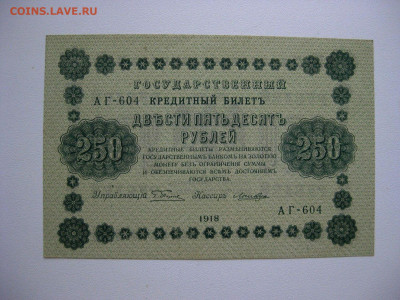 COINS.LAVE.RU
ГОСУДАРСТВЕННЫЙ
АГ-604 КРЕДИТНЫЙ БИЛЕТЪ
ДВѢСТИ ПЯТЬДЕСЯТЪ
РУБЛЕЙ
250 250
КРЕДИТНЫЕ БИЛЕТЫ РАЗМѢНИВАЮТСЯ
ГОСУДАРСТВЕННЫМЪ БАНКОМЪ НА ЗОЛОТУЮ
МОНЕТУ БЕЗЪ ОГРАНИЧЕНІЯ СУММЫ
И ОБЕЗПЕЧИВАЮТСЯ ВСѢМЪ ДОСТОЯНІЕМЪ
ГОСУДАРСТВА.
Управляющій Кассиръ
1918
АГ-604